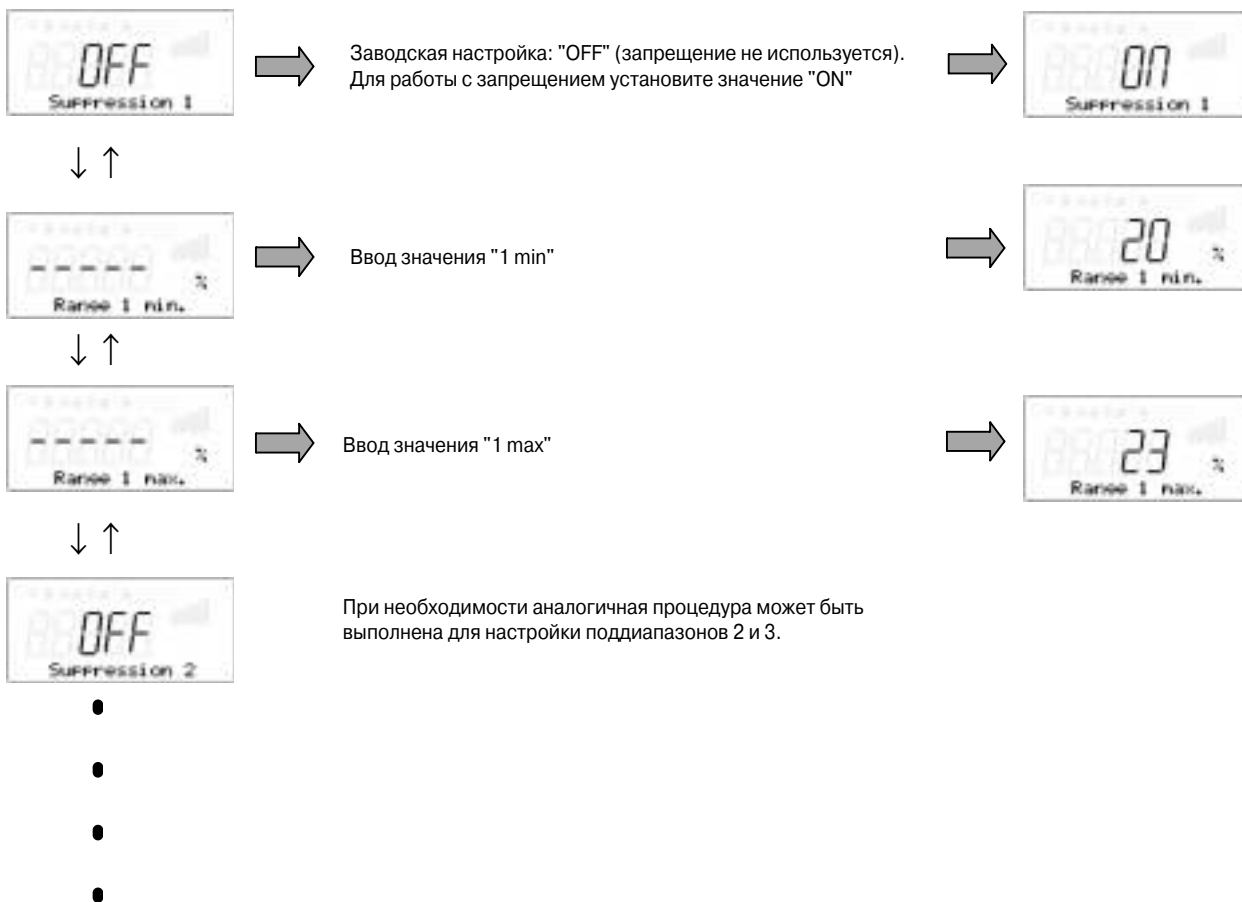 OFF
Suppression 1
Заводская настройка: "OFF" (запрещение не используется).
Для работы с запрещением установите значение "ON"
ON
Suppression 1
↓ ↑
-----
%
Range 1 min.
Ввод значения "1 min"
20 %
Range 1 min.
↓ ↑
-----
%
Range 1 max.
Ввод значения "1 max"
23 %
Range 1 max.
↓ ↑
OFF
Suppression 2
При необходимости аналогичная процедура может быть
выполнена для настройки поддиапазонов 2 и 3.